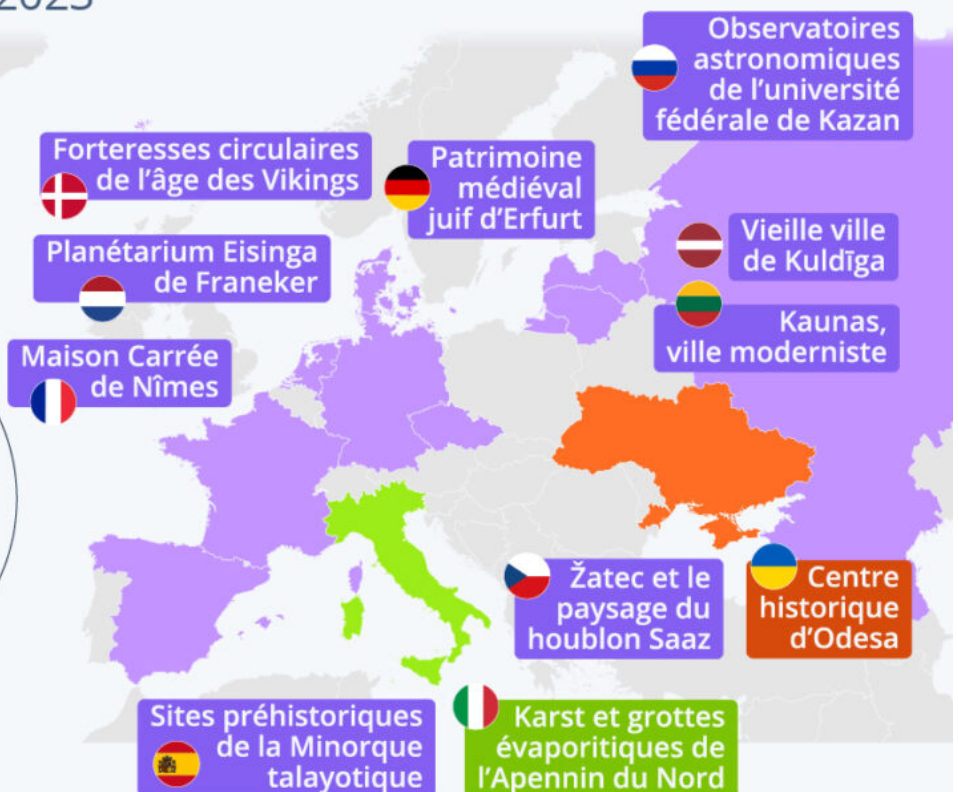 2023
Observatoires
astronomiques
de l'université
fédérale de Kazan
Forteresses circulaires
de l'âge des Vikings
Patrimoine
médiéval
juif d'Erfurt
Planétarium Eisinga
de Franeker
Vieille ville
de Kuldīga
Kaunas,
ville moderniste
Maison Carrée
de Nîmes
Žatec et le
paysage du
houblon Saaz
Centre
historique
d'Odesa
Sites préhistoriques
de la Minorque
talayotique
Karst et grottes
évaporitiques de
l'Apennin du Nord